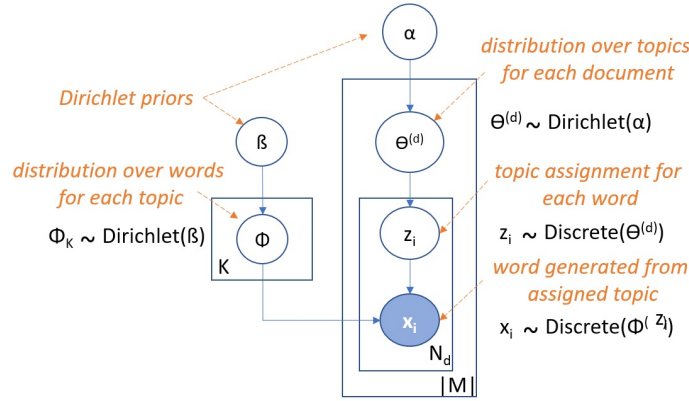 α
distribution over topics
for each document
Dirichlet priors
ß
ϴ(d)
ϴ(d) ~ Dirichlet(α)
distribution over words
for each topic
topic assignment for
each word
Φ
K
ΦK ~ Dirichlet(ß)
zi
zi ~ Discrete(ϴ(d))
word generated from
assigned topic
xi
xi ~ Discrete(Φ( zi))
Nd
|M|